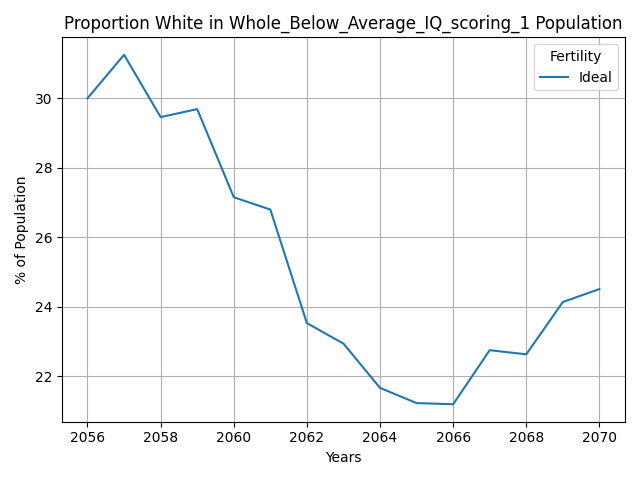 Proportion White in Whole_Below_Average_IQ_scoring_1 Population
Fertility
Ideal
% of Population
30
28
26
24
22
2056 2058 2060 2062 2064 2066 2068 2070
Years